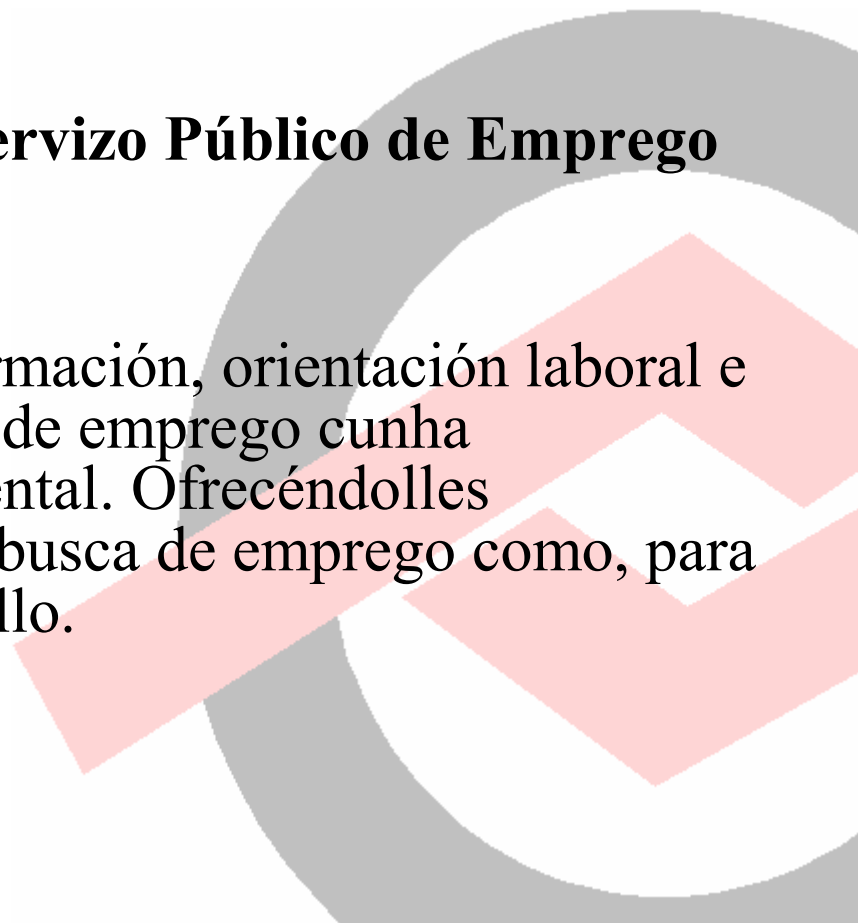 ervizo Público de Emprego
rmación, orientación laboral e
de emprego cunha
ental. Ofrecéndolles
busca de emprego como, para
llo.